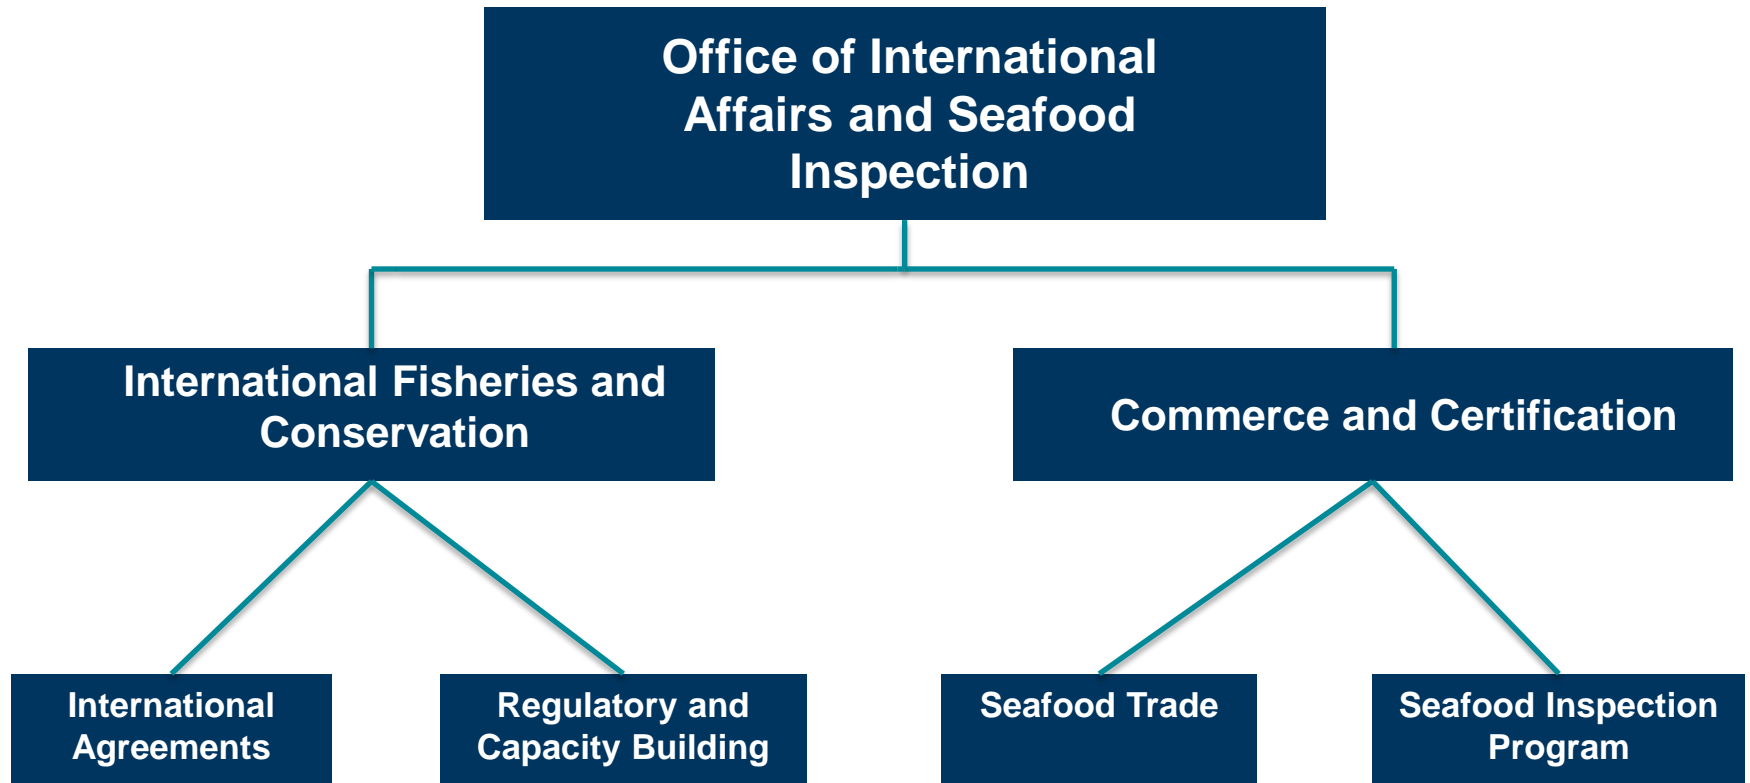 Office of International
Affairs and Seafood
Inspection
International Fisheries and
Conservation
Commerce and Certification
International
Agreements
Regulatory and
Capacity Building
Seafood Trade
Seafood Inspection
Program